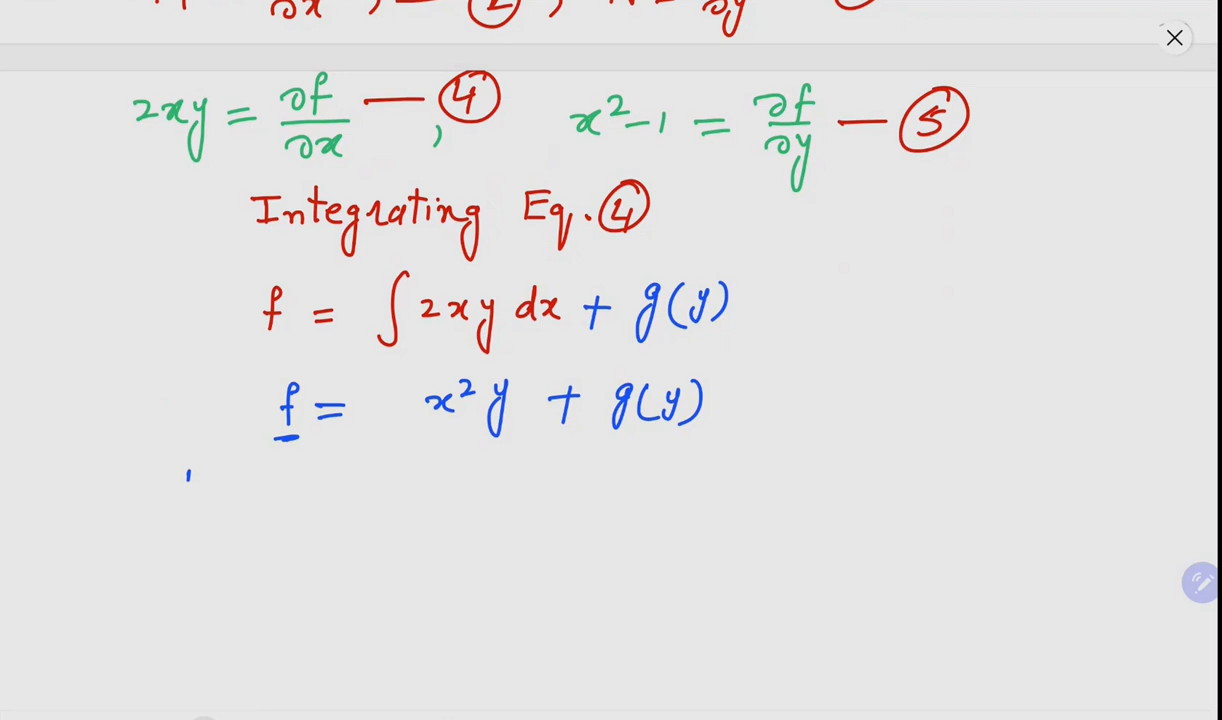 2xy = ∂f/∂x — ④ , x² - 1 = ∂f/∂y — ⑤
Integrating Eq. ④
f = ∫ 2xy dx + g(y)
f = x²y + g(y)